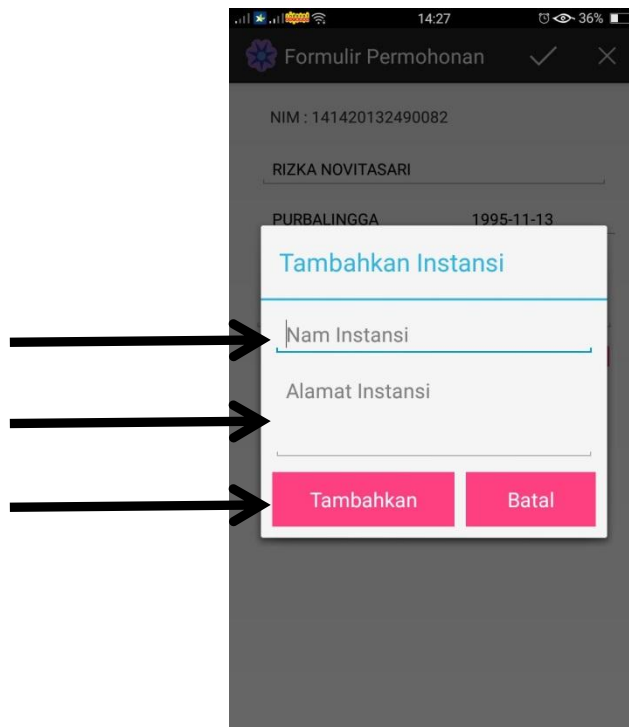 14:27 36%
Formulir Permohonan
NIM : 141420132490082
RIZKA NOVITASARI
PURBALINGGA 1995-11-13
Tambahkan Instansi
Nam Instansi
Alamat Instansi
Tambahkan Batal